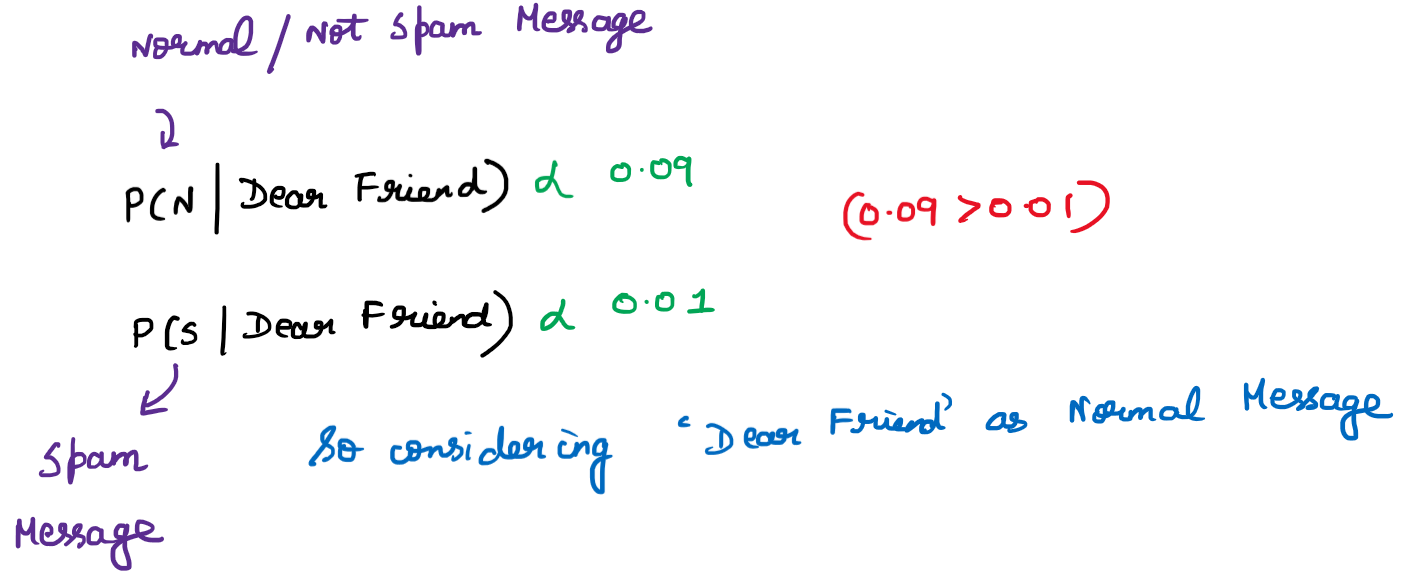 Normal / Not Spam Message
P(N | Dear Friend) α 0.09
(0.09 > 0.01)
P(S | Dear Friend) α 0.01
So considering 'Dear Friend' as Normal Message
Spam
Message